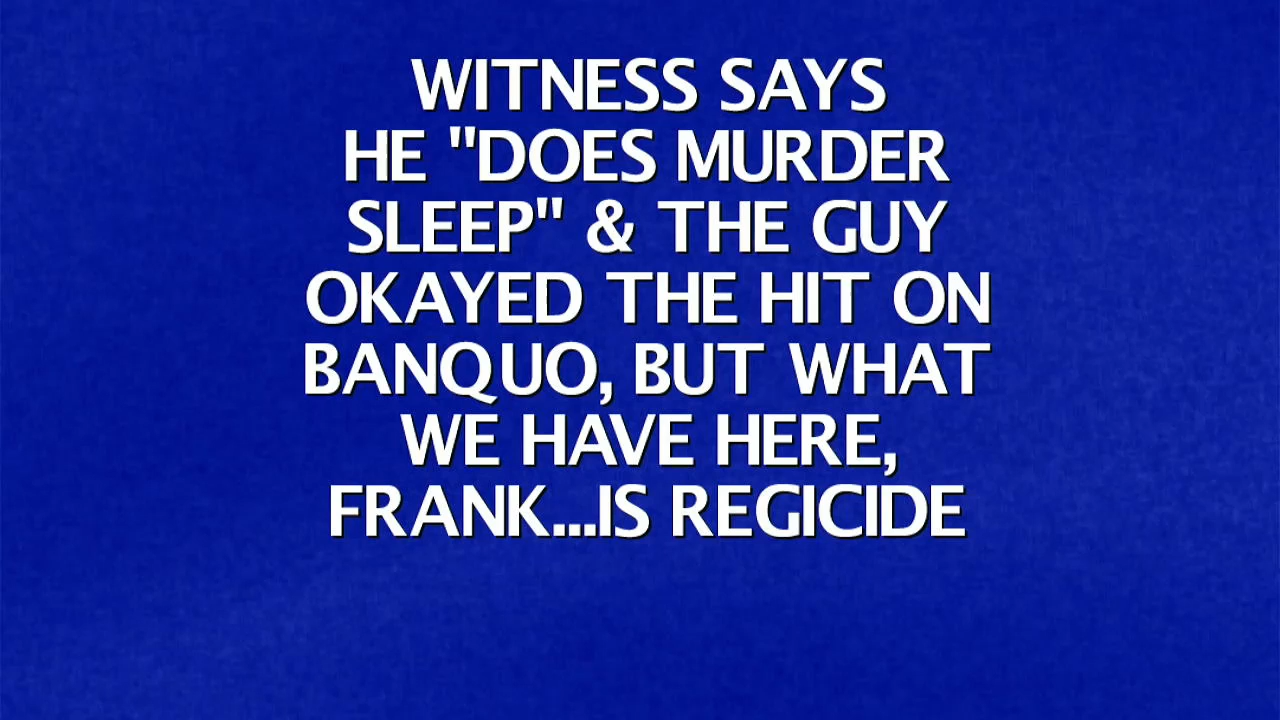 WITNESS SAYS
HE "DOES MURDER
SLEEP" & THE GUY
OKAYED THE HIT ON
BANQUO, BUT WHAT
WE HAVE HERE,
FRANK...IS REGICIDE